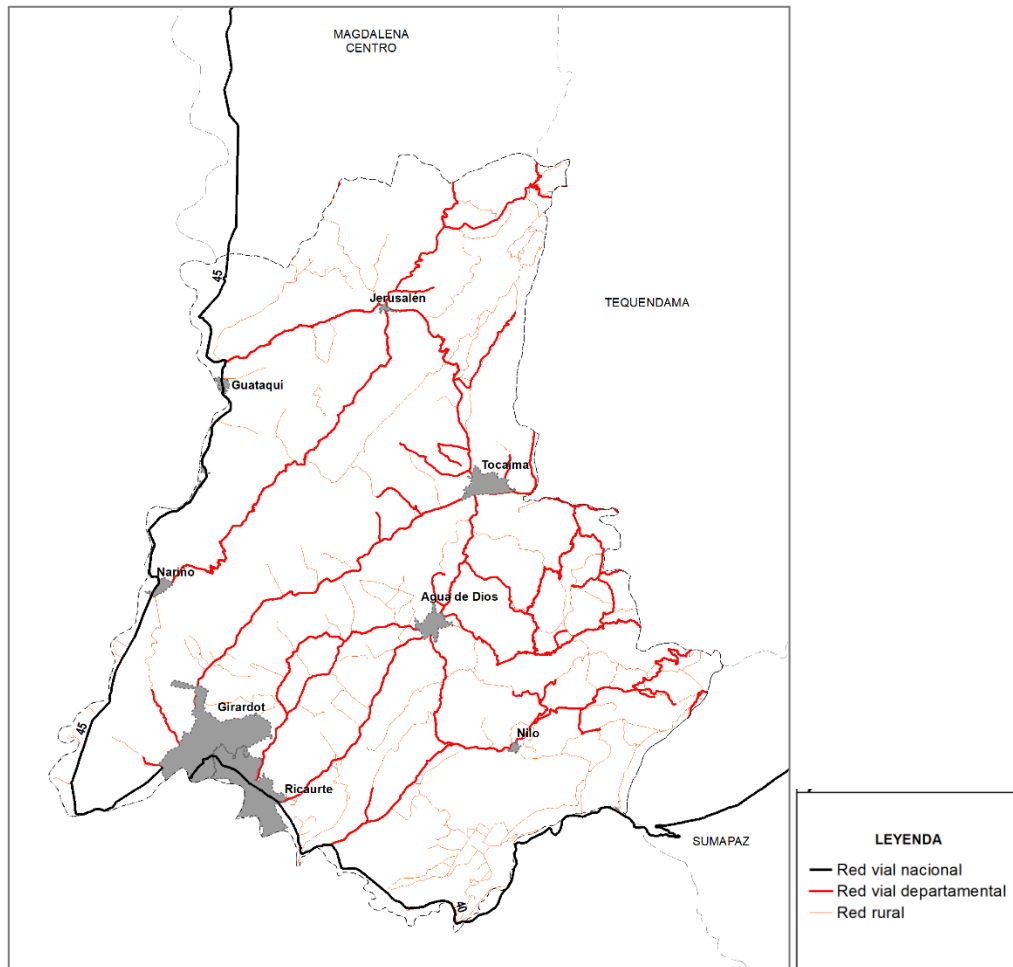 MAGDALENA
CENTRO
45
TEQUENDAMA
Jerusalén
Guataquí
Tocaima
Nariño
Agua de Dios
Girardot
45
Nilo
Ricaurte
SUMAPAZ
40
LEYENDA
Red vial nacional
Red vial departamental
Red rural